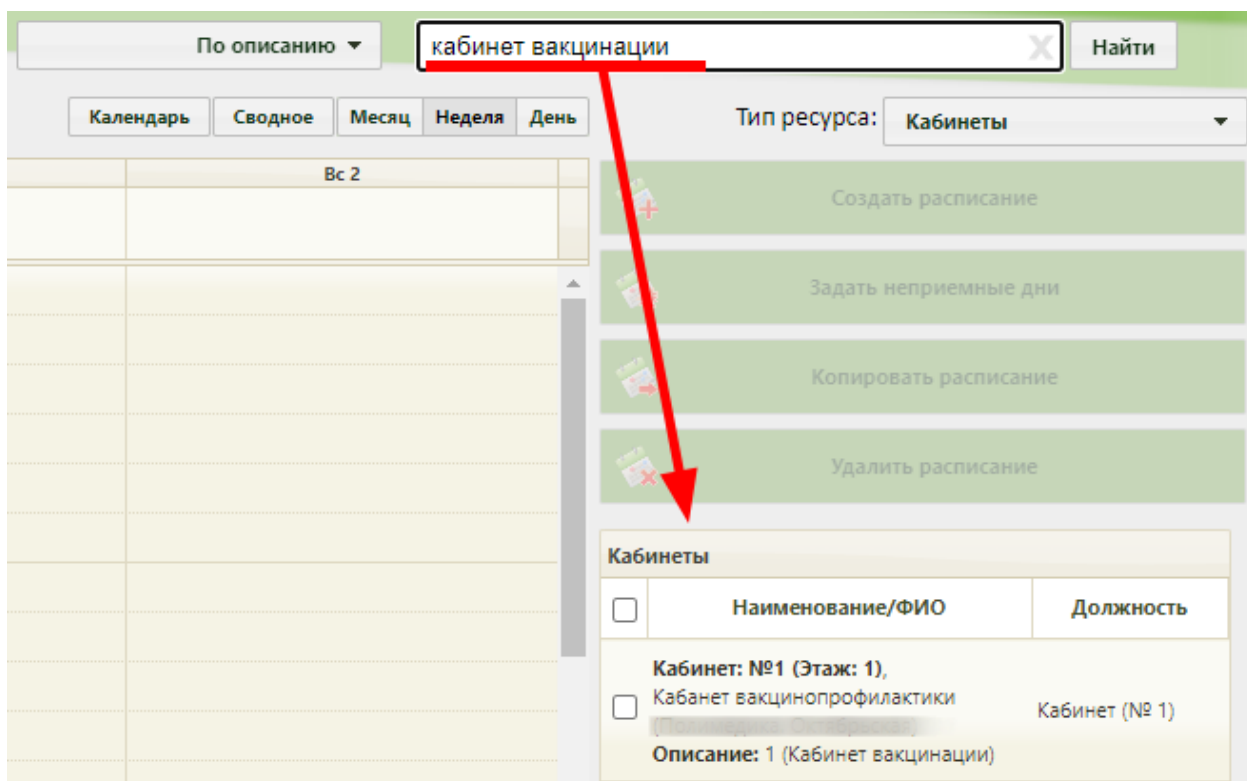 По описанию
кабинет вакцинации
X
Найти
Календарь
Сводное
Месяц
Неделя
День
Тип ресурса:
Кабинеты
Вс 2
Создать расписание
Задать неприемные дни
Копировать расписание
Удалить расписание
Кабинеты
Наименование/ФИО
Должность
Кабинет: №1 (Этаж: 1),
Кабанет вакцинопрофилактики
Описание: 1 (Кабинет вакцинации)
Кабинет (№ 1)